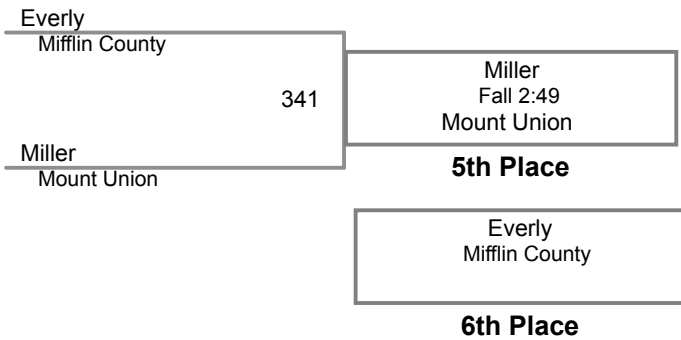 Everly
Mifflin County
341
Miller
Mount Union
Miller
Fall 2:49
Mount Union
5th Place
Everly
Mifflin County
6th Place